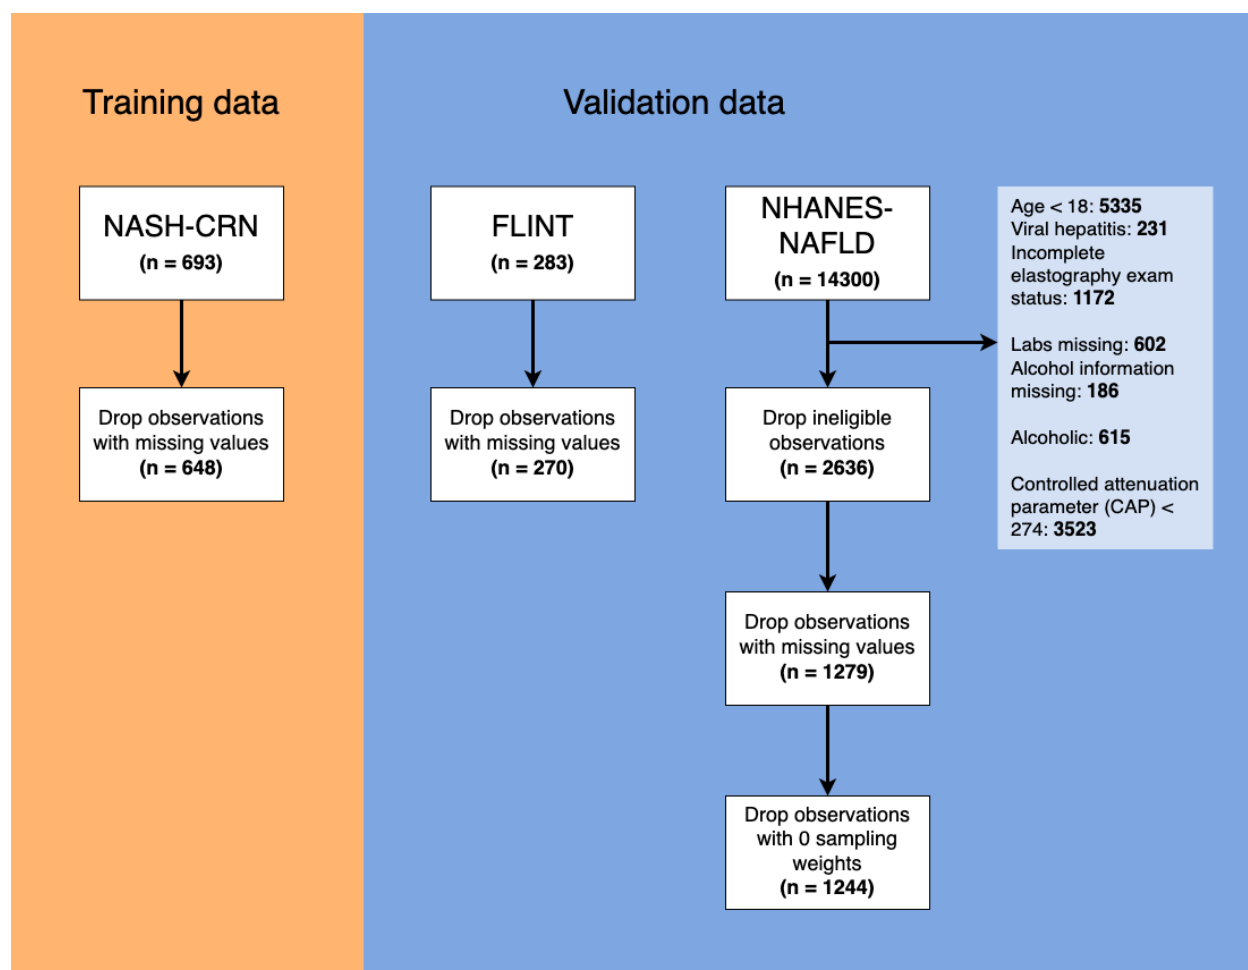 Training data
Validation data
NASH-CRN
(n = 693)
Drop observations
with missing values
(n = 648)
FLINT
(n = 283)
Drop observations
with missing values
(n = 270)
NHANES-
NAFLD
(n = 14300)
Age < 18: 5335
Viral hepatitis: 231
Incomplete
elastography exam
status: 1172
Labs missing: 602
Alcohol information
missing: 186
Alcoholic: 615
Controlled attenuation
parameter (CAP) <
274: 3523
Drop ineligible
observations
(n = 2636)
Drop observations
with missing values
(n = 1279)
Drop observations
with 0 sampling
weights
(n = 1244)